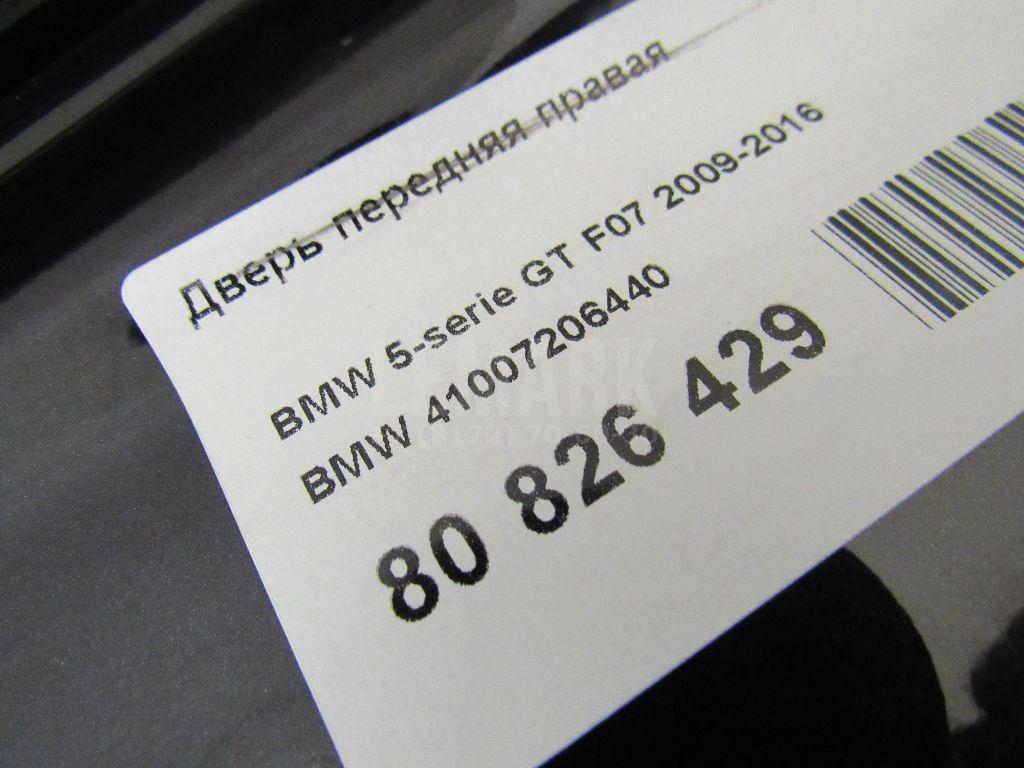 Дверь передняя правая
BMW 5-serie GT F07 2009-2016
BMW 41007206440
80 826 429